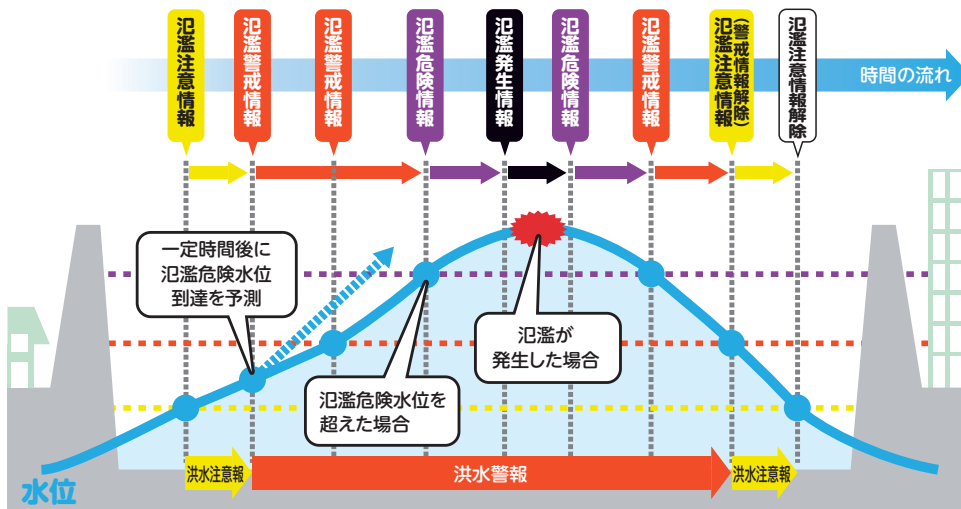 氾濫注意情報
氾濫警戒情報
氾濫警戒情報
氾濫危険情報
氾濫発生情報
氾濫危険情報
氾濫警戒情報
(警戒情報解除)
氾濫注意情報
氾濫注意情報解除
時間の流れ
一定時間後に
氾濫危険水位
到達を予測
氾濫危険水位を
超えた場合
氾濫が
発生した場合
洪水注意報
洪水警報
洪水注意報
水位